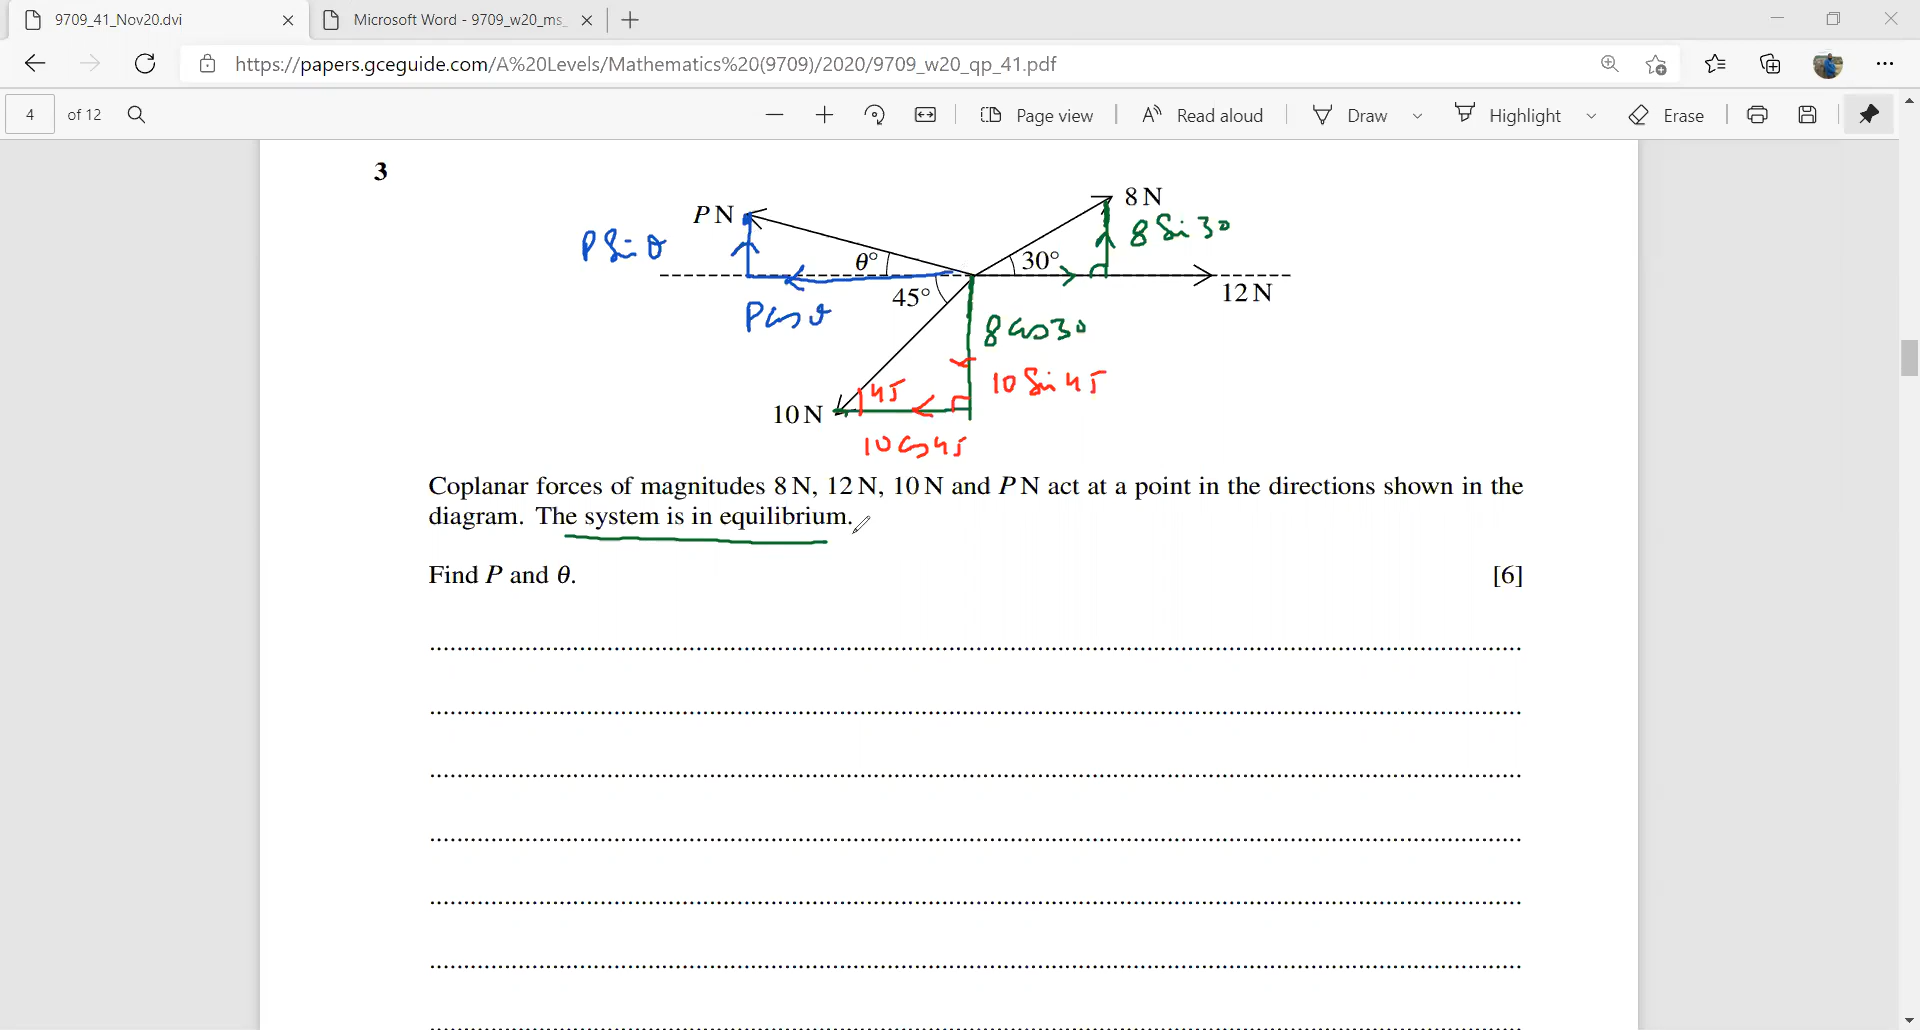 9709_41_Nov20.dvi
Microsoft Word - 9709_w20_ms_
https://papers.gceguide.com/A%20Levels/Mathematics%20(9709)/2020/9709_w20_qp_41.pdf
4 of 12
Page view
Read aloud
Draw
Highlight
Erase
3
8 N
P N
8 Sin 30
P Sin θ
θ°
30°
45°
12 N
P cos θ
8 cos 30
45
10 Sin 45
10 N
10 cos 45
Coplanar forces of magnitudes 8 N, 12 N, 10 N and P N act at a point in the directions shown in the
diagram. The system is in equilibrium.
Find P and θ. [6]